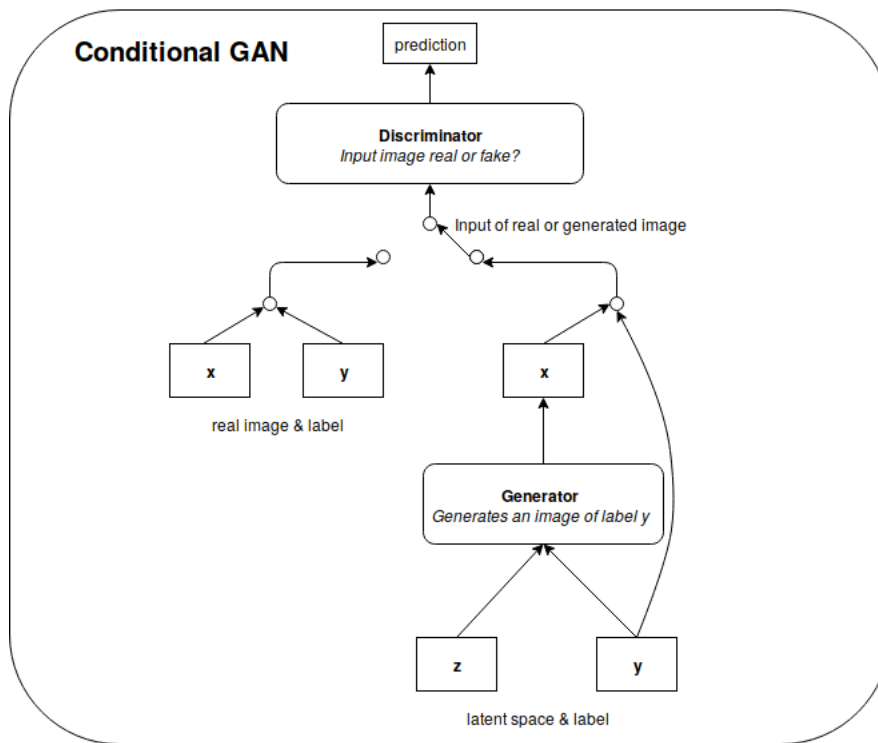 Conditional GAN
prediction
Discriminator
Input image real or fake?
Input of real or generated image
x
y
x
real image & label
Generator
Generates an image of label y
z
y
latent space & label